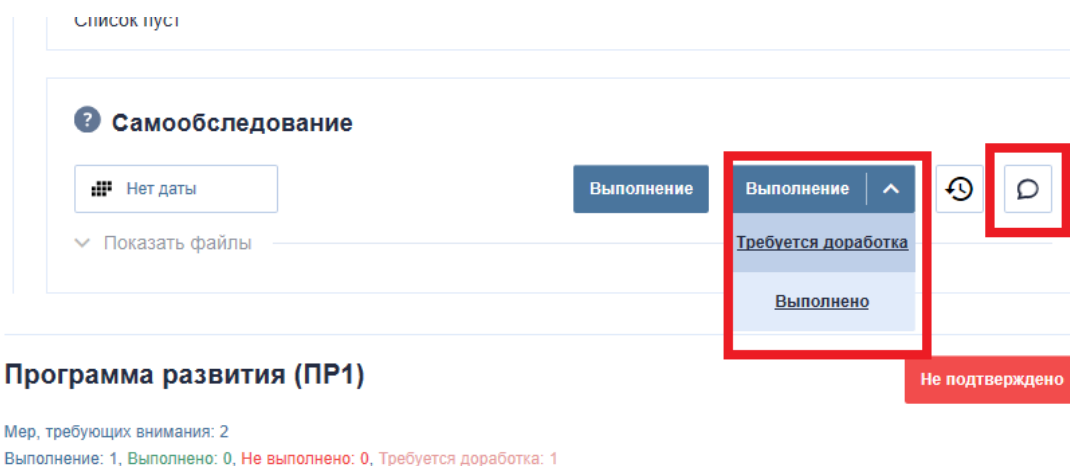 Список пуст
? Самообследование
Нет даты
Выполнение
Выполнение
Показать файлы
Требуется доработка
Выполнено
Программа развития (ПР1)
Не подтверждено
Мер, требующих внимания: 2
Выполнение: 1, Выполнено: 0, Не выполнено: 0, Требуется доработка: 1